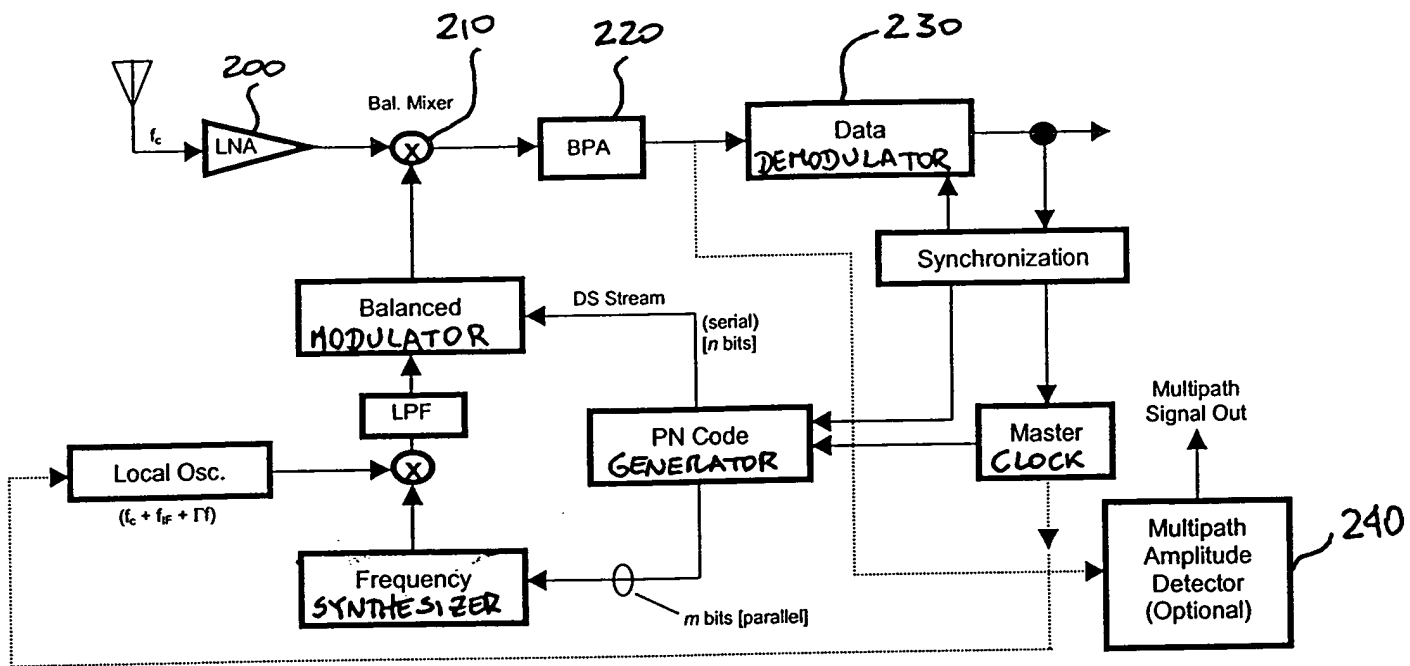 210
220
230
200
Bal. Mixer
fc
LNA
X
BPA
Data
DEMODULATOR
Synchronization
DS Stream
(serial)
[n bits]
Balanced
MODULATOR
LPF
Multipath
Signal Out
PN Code
GENERATOR
Master
CLOCK
Local Osc.
X
(fc + fIF + Γf)
240
Multipath
Amplitude
Detector
(Optional)
Frequency
SYNTHESIZER
m bits [parallel]